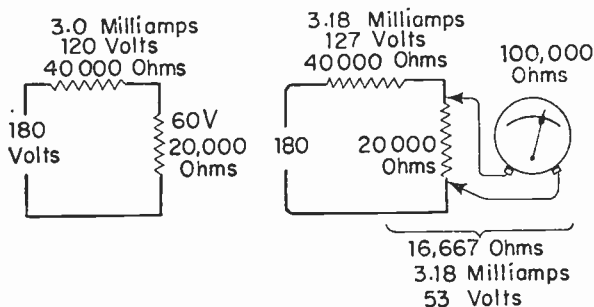 3.0 Milliamps
120 Volts
40 000 Ohms
180
Volts
60V
20,000
Ohms
3.18 Milliamps
127 Volts
40 000 Ohms
180
20 000
Ohms
100,000
Ohms
16,667 Ohms
3.18 Milliamps
53 Volts